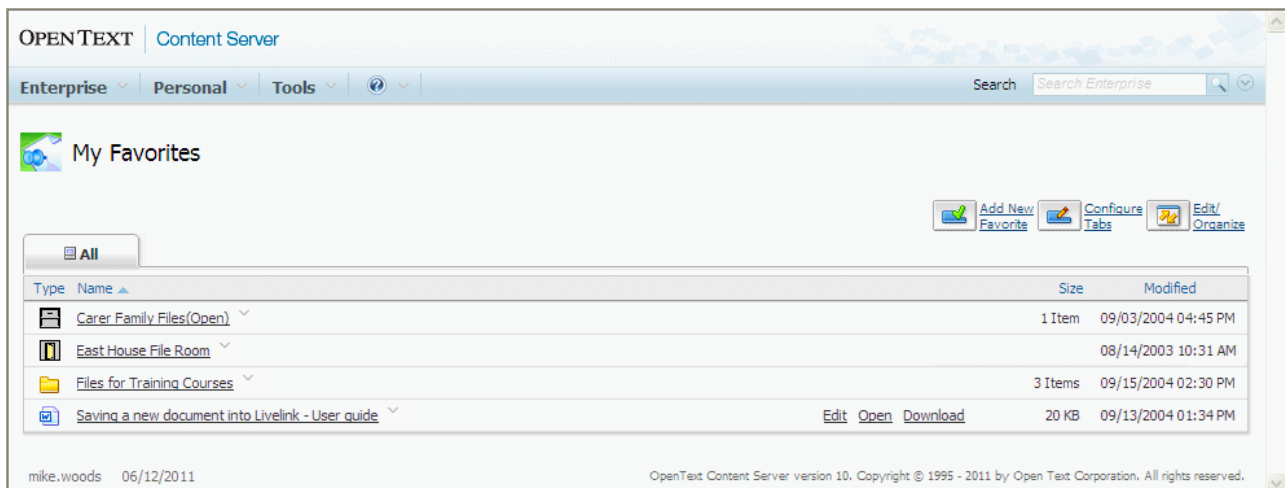 OPEN TEXT | Content Server
Enterprise Personal Tools Search Search Enterprise
My Favorites
Add New Favorite Configure Tabs Edit/ Organize
All
Type Name Size Modified
Carer Family Files(Open) 1 Item 09/03/2004 04:45 PM
East House File Room 08/14/2003 10:31 AM
Files for Training Courses 3 Items 09/15/2004 02:30 PM
Saving a new document into Livelink - User guide Edit Open Download 20 KB 09/13/2004 01:34 PM
mike.woods 06/12/2011 OpenText Content Server version 10. Copyright © 1995 - 2011 by Open Text Corporation. All rights reserved.